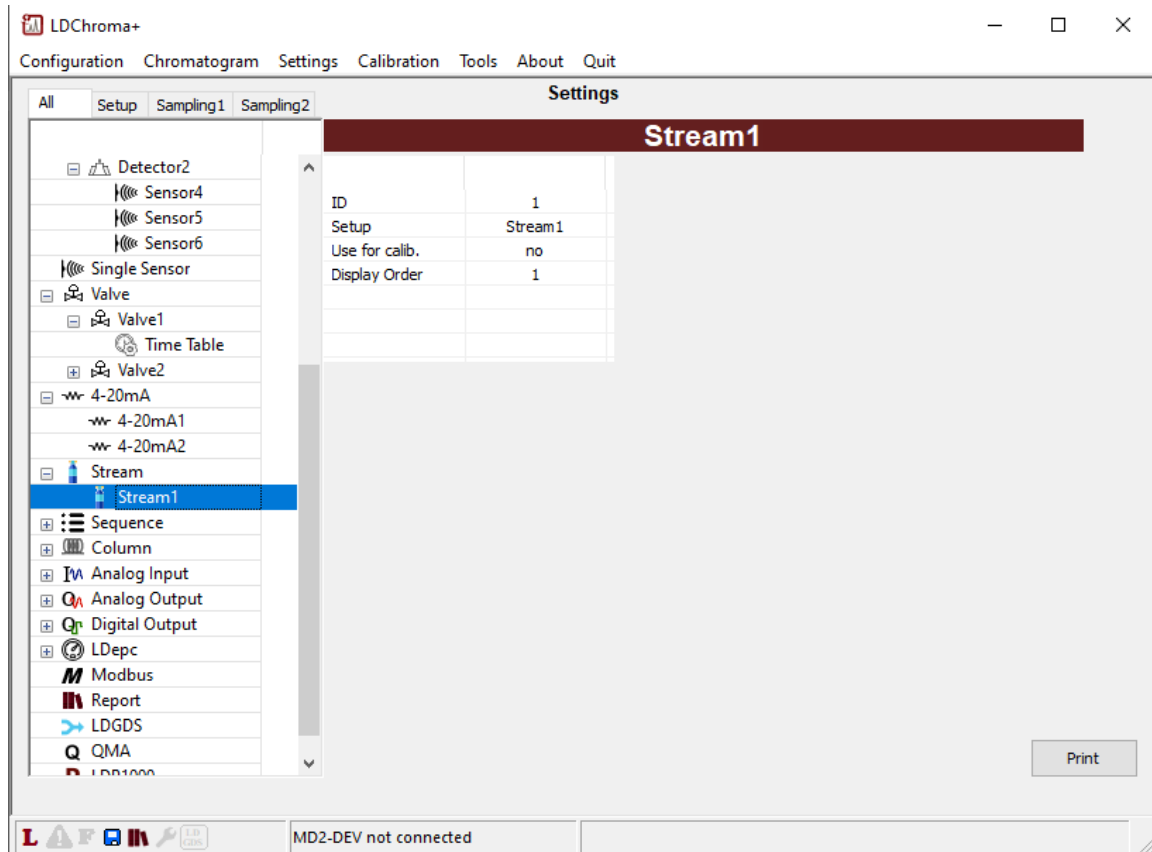 LDChroma+
Configuration Chromatogram Settings Calibration Tools About Quit
Settings
All Setup Sampling1 Sampling2
Stream1
Detector2
Sensor4
Sensor5
Sensor6
Single Sensor
Valve
Valve1
Time Table
Valve2
4-20mA
4-20mA1
4-20mA2
Stream
Stream1
Sequence
Column
Analog Input
Analog Output
Digital Output
LDepc
Modbus
Report
LDGDS
QMA
ID 1
Setup Stream1
Use for calib. no
Display Order 1
Print
L F LD GDS
MD2-DEV not connected